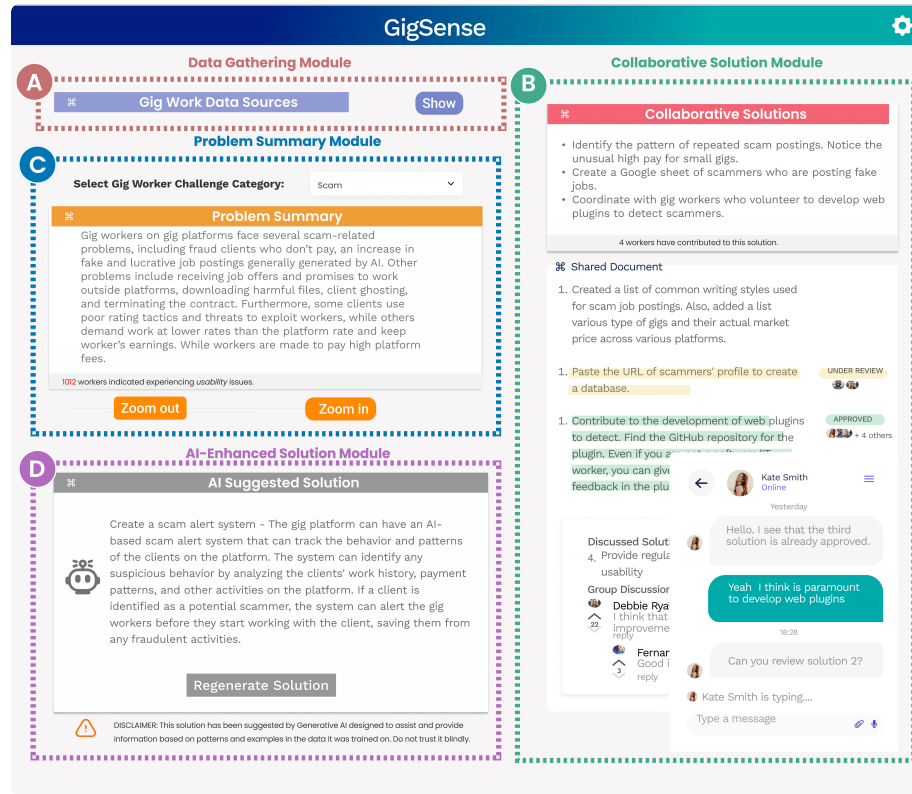 GigSense
Data Gathering Module
A
⌘ Gig Work Data Sources
Show
Problem Summary Module
C
Select Gig Worker Challenge Category:
Scam
⌘ Problem Summary
Gig workers on gig platforms face several scam-related
problems, including fraud clients who don't pay, an increase in
fake and lucrative job postings generally generated by AI. Other
problems include receiving job offers and promises to work
outside platforms, downloading harmful files, client ghosting,
and terminating the contract. Furthermore, some clients use
poor rating tactics and threats to exploit workers, while others
demand work at lower rates than the platform rate and keep
worker's earnings. While workers are made to pay high platform
fees.
1012 workers indicated experiencing usability issues.
Zoom out
Zoom in
AI-Enhanced Solution Module
D
⌘ AI Suggested Solution
Create a scam alert system - The gig platform can have an AI-
based scam alert system that can track the behavior and patterns
of the clients on the platform. The system can identify any
suspicious behavior by analyzing the clients' work history, payment
patterns, and other activities on the platform. If a client is
identified as a potential scammer, the system can alert the gig
workers before they start working with the client, saving them from
any fraudulent activities.
Regenerate Solution
DISCLAIMER: This solution has been suggested by Generative AI designed to assist and provide
information based on patterns and examples in the data it was trained on. Do not trust it blindly.
Collaborative Solution Module
B
⌘ Collaborative Solutions
• Identify the pattern of repeated scam postings. Notice the
unusual high pay for small gigs.
• Create a Google sheet of scammers who are posting fake
jobs.
• Coordinate with gig workers who volunteer to develop web
plugins to detect scammers.
4 workers have contributed to this solution.
⌘ Shared Document
1. Created a list of common writing styles used
for scam job postings. Also, added a list
various type of gigs and their actual market
price across various platforms.
1. Paste the URL of scammers' profile to create
a database.
UNDER REVIEW
1. Contribute to the development of web plugins
to detect. Find the GitHub repository for the
plugin. Even if you
worker, you can give
feedback in the plu
APPROVED
+ 4 others
Discussed Soluti
4. Provide regula
usability
Group Discussion
Debbie Rya
I think that
improveme
reply
22
Fernar
Good i
reply
3
Kate Smith
Online
Yesterday
Hello. I see that the third
solution is already approved.
Yeah I think is paramount
to develop web plugins
18:28
Can you review solution 2?
Kate Smith is typing....
Type a message